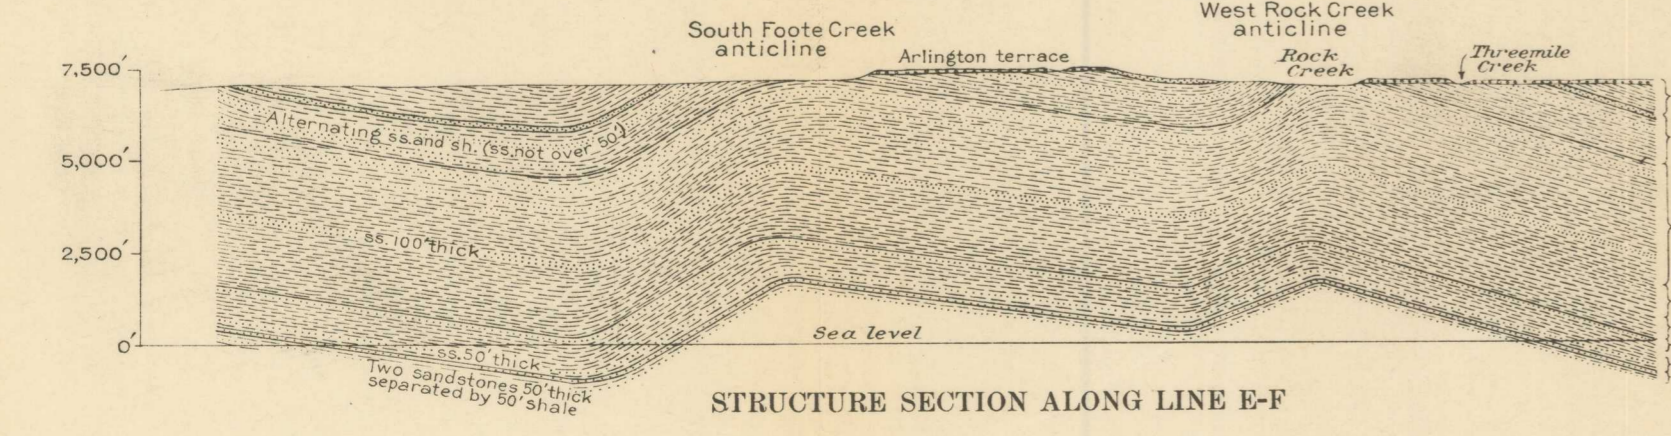 West Rock Creek
anticline
South Foote Creek
anticline
Arlington terrace
Rock
Creek
Threemile
Creek
7,500′
5,000′
2,500′
0′
Alternating ss.and sh. (ss.not over 50′)
ss. 100′thick
Sea level
ss.50′thick
Two sandstones 50′thick
separated by 50′shale
STRUCTURE SECTION ALONG LINE E-F